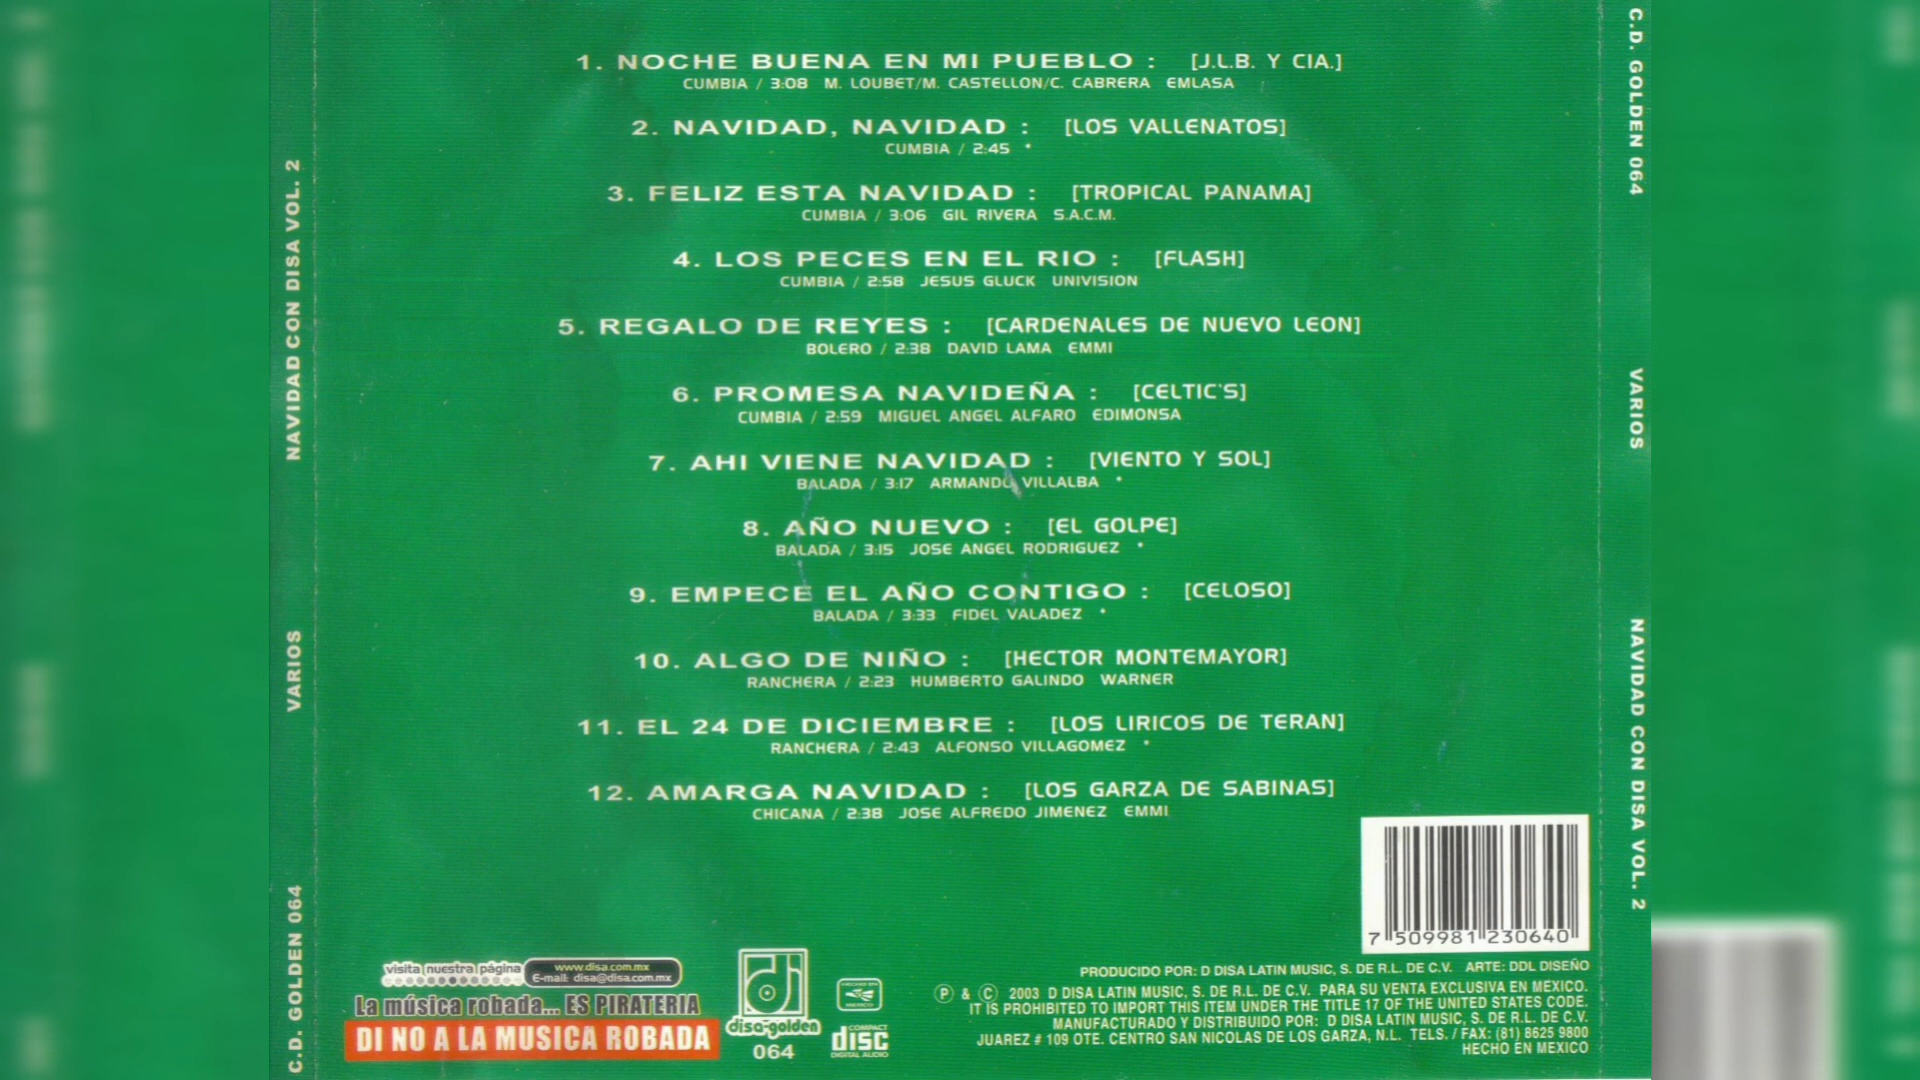 1. NOCHE BUENA EN MI PUEBLO : [J.L.B. Y CIA.]
CUMBIA / 3:08 M. LOUBET/M. CASTELLON/C. CABRERA EMLASA
2. NAVIDAD, NAVIDAD : [LOS VALLENATOS]
CUMBIA / 2:45 *
3. FELIZ ESTA NAVIDAD : [TROPICAL PANAMA]
CUMBIA / 3:06 GIL RIVERA S.A.C.M.
4. LOS PECES EN EL RIO : [FLASH]
CUMBIA / 2:58 JESUS GLUCK UNIVISION
5. REGALO DE REYES : [CARDENALES DE NUEVO LEON]
BOLERO / 2:38 DAVID LAMA EMMI
6. PROMESA NAVIDEÑA : [CELTIC'S]
CUMBIA / 2:59 MIGUEL ANGEL ALFARO EDIMONSA
7. AHI VIENE NAVIDAD : [VIENTO Y SOL]
BALADA / 3:17 ARMANDO VILLALBA *
8. AÑO NUEVO : [EL GOLPE]
BALADA / 3:15 JOSE ANGEL RODRIGUEZ *
9. EMPECE EL AÑO CONTIGO : [CELOSO]
BALADA / 3:33 FIDEL VALADEZ *
10. ALGO DE NIÑO : [HECTOR MONTEMAYOR]
RANCHERA / 2:23 HUMBERTO GALINDO WARNER
11. EL 24 DE DICIEMBRE : [LOS LIRICOS DE TERAN]
RANCHERA / 2:43 ALFONSO VILLAGOMEZ *
12. AMARGA NAVIDAD : [LOS GARZA DE SABINAS]
CHICANA / 2:38 JOSE ALFREDO JIMENEZ EMMI
C.D. GOLDEN 064 VARIOS NAVIDAD CON DISA VOL. 2
C.D. GOLDEN 064 VARIOS NAVIDAD CON DISA VOL. 2
7 509981 230640
visita nuestra página
www.disa.com.mx
E-mail: disa@disa.com.mx
La música robada... ES PIRATERIA
DI NO A LA MUSICA ROBADA
disa-golden
064
COMPACT
disc
DIGITAL AUDIO
PRODUCIDO POR: D DISA LATIN MUSIC, S. DE R.L. DE C.V. ARTE: DDL DISEÑO
Ⓟ & Ⓒ 2003 D DISA LATIN MUSIC, S. DE R.L. DE C.V. PARA SU VENTA EXCLUSIVA EN MEXICO.
IT IS PROHIBITED TO IMPORT THIS ITEM UNDER THE TITLE 17 OF THE UNITED STATES CODE.
MANUFACTURADO Y DISTRIBUIDO POR: D DISA LATIN MUSIC, S. DE R.L. DE C.V.
JUAREZ # 109 OTE. CENTRO SAN NICOLAS DE LOS GARZA, N.L. TELS. / FAX: (81) 8625 9800
HECHO EN MEXICO